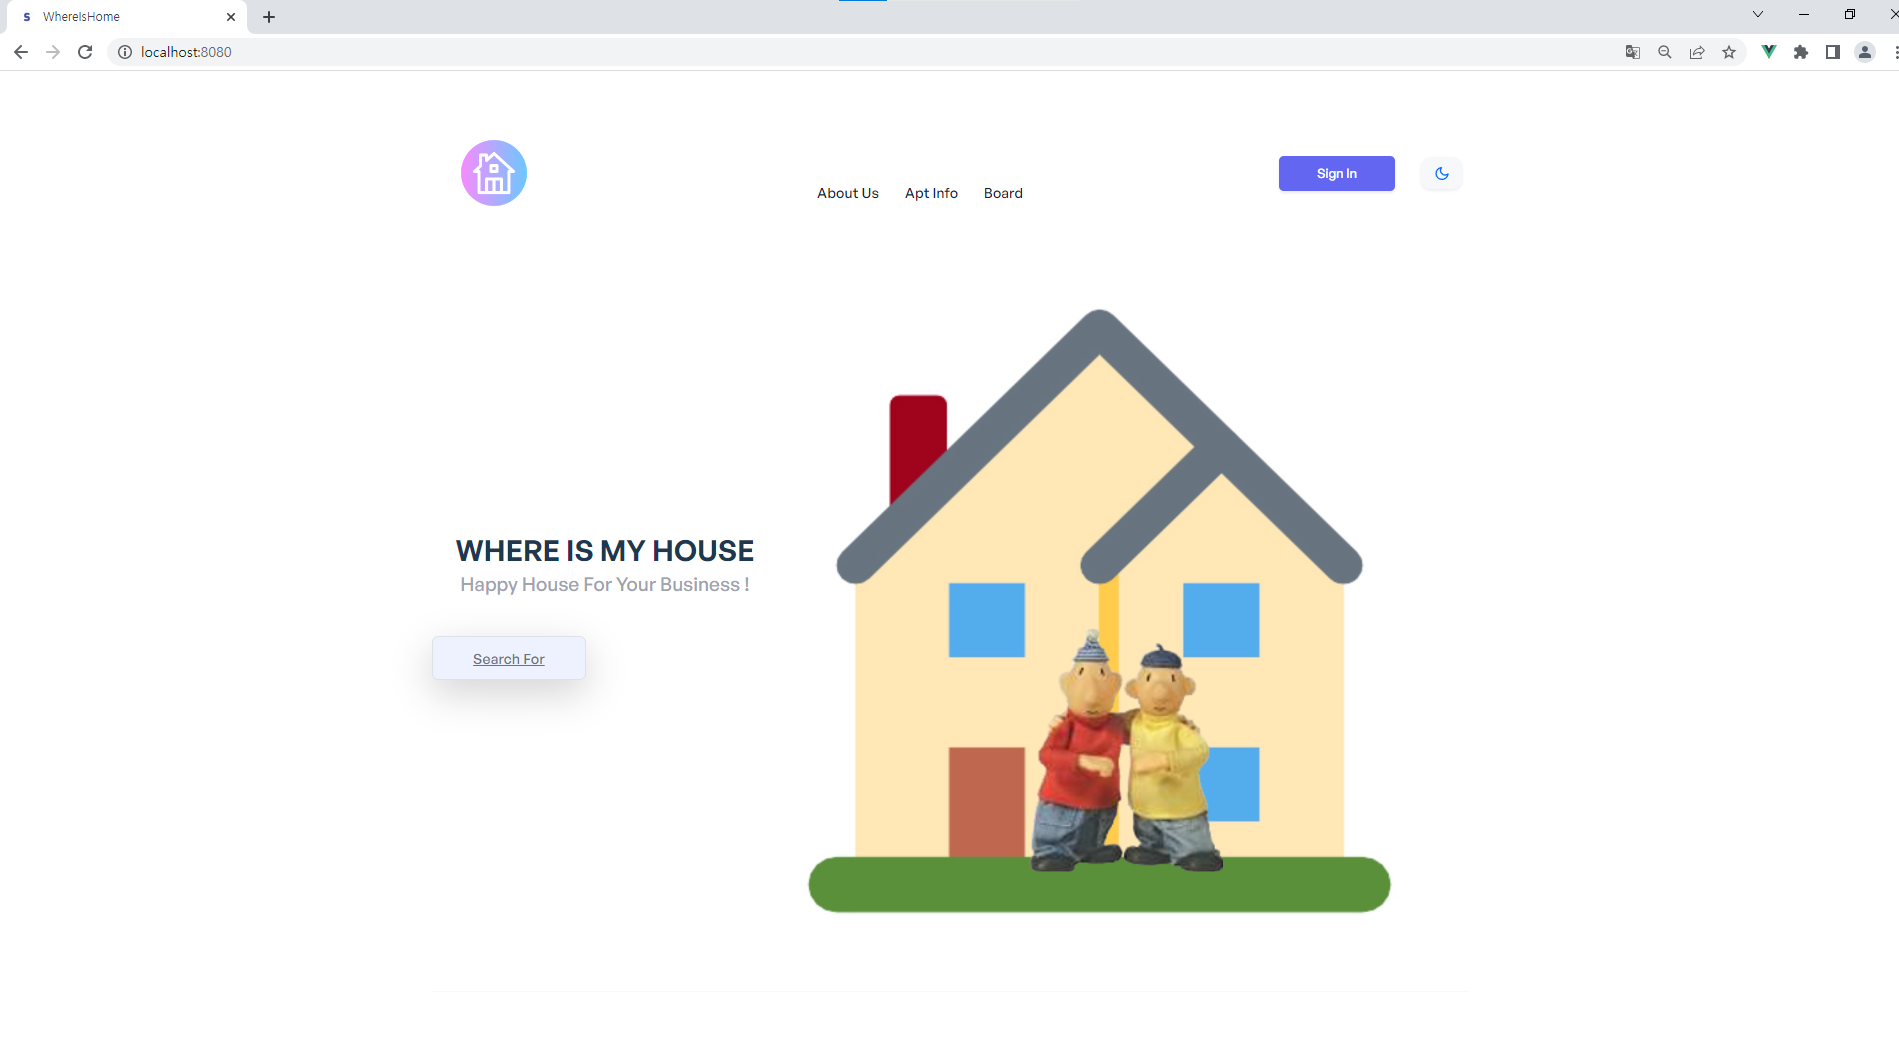 S WhereIsHome
localhost:8080
Sign In
About Us Apt Info Board
WHERE IS MY HOUSE
Happy House For Your Business !
Search For